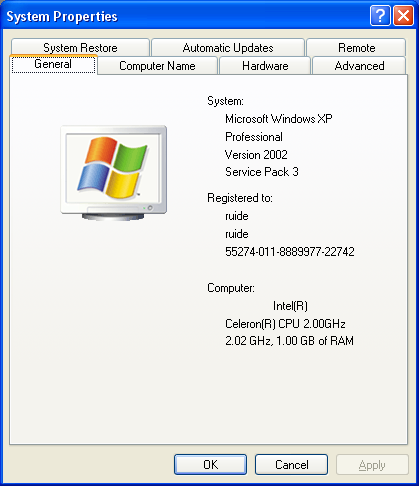 System Properties
System Restore Automatic Updates Remote
General Computer Name Hardware Advanced
System:
Microsoft Windows XP
Professional
Version 2002
Service Pack 3
Registered to:
ruide
ruide
55274-011-8889977-22742
Computer:
Intel(R)
Celeron(R) CPU 2.00GHz
2.02 GHz, 1.00 GB of RAM
OK Cancel Apply